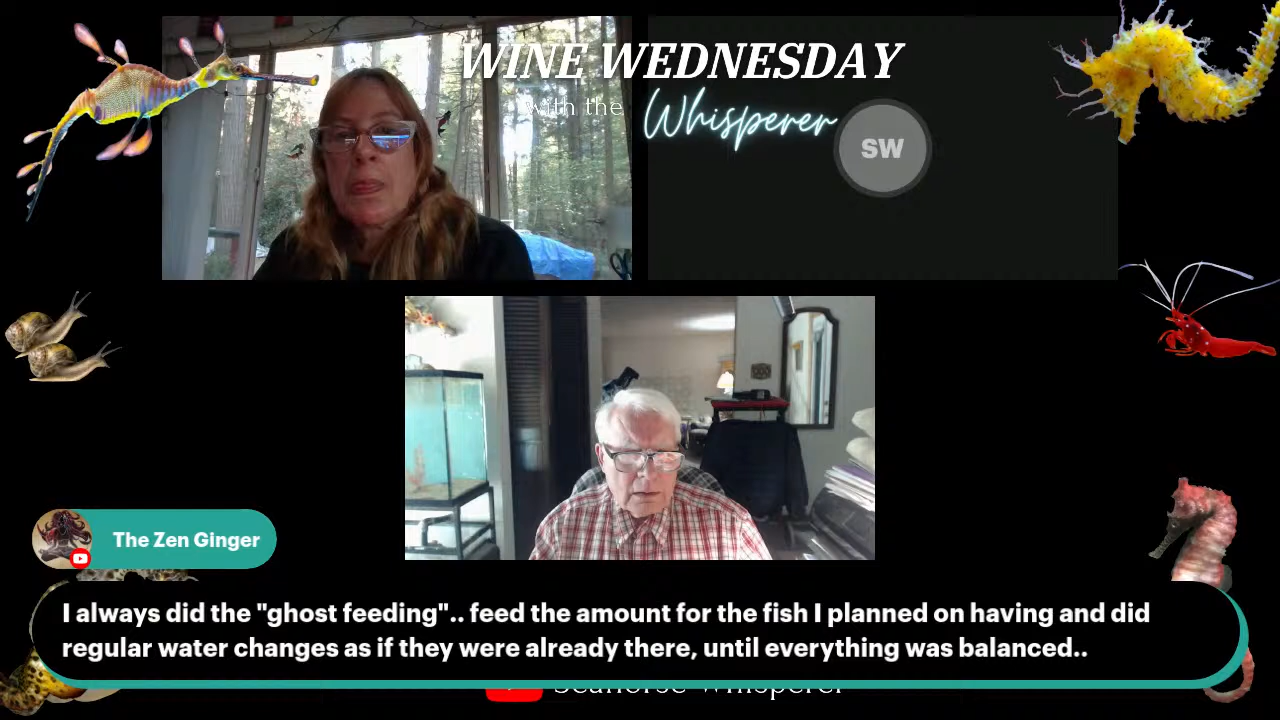 WINE WEDNESDAY
with the Whisperer
SW
The Zen Ginger
I always did the "ghost feeding".. feed the amount for the fish I planned on having and did
regular water changes as if they were already there, until everything was balanced..
Seahorse Whisperer